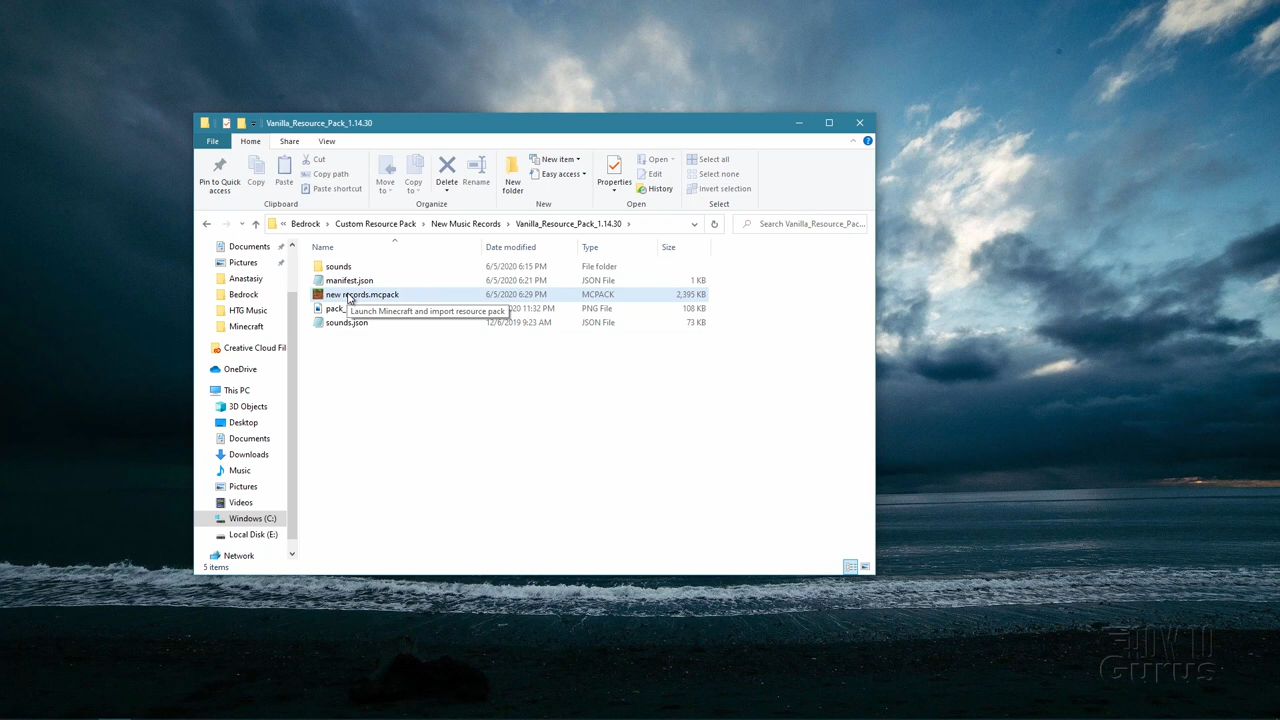 Vanilla_Resource_Pack_1.14.30
File Home Share View
Pin to Quick access
Copy
Paste
Cut
Copy path
Paste shortcut
Clipboard
Move to
Copy to
Delete
Rename
Organize
New folder
New item
Easy access
New
Properties
Open
Edit
History
Open
Select all
Select none
Invert selection
Select
« Bedrock › Custom Resource Pack › New Music Records › Vanilla_Resource_Pack_1.14.30 ›
Search Vanilla_Resource_Pac...
Documents
Pictures
Anastasiy
Bedrock
HTG Music
Minecraft
Creative Cloud Fil
OneDrive
This PC
3D Objects
Desktop
Documents
Downloads
Music
Pictures
Videos
Windows (C:)
Local Disk (E:)
Network
Name Date modified Type Size
sounds 6/5/2020 6:15 PM File folder
manifest.json 6/5/2020 6:21 PM JSON File 1 KB
new records.mcpack 6/5/2020 6:29 PM MCPACK 2,395 KB
pack_ 11:32 PM PNG File 108 KB
Launch Minecraft and import resource pack
sounds.json 12/6/2019 9:23 AM JSON File 73 KB
5 items
HOW TO
Gurus